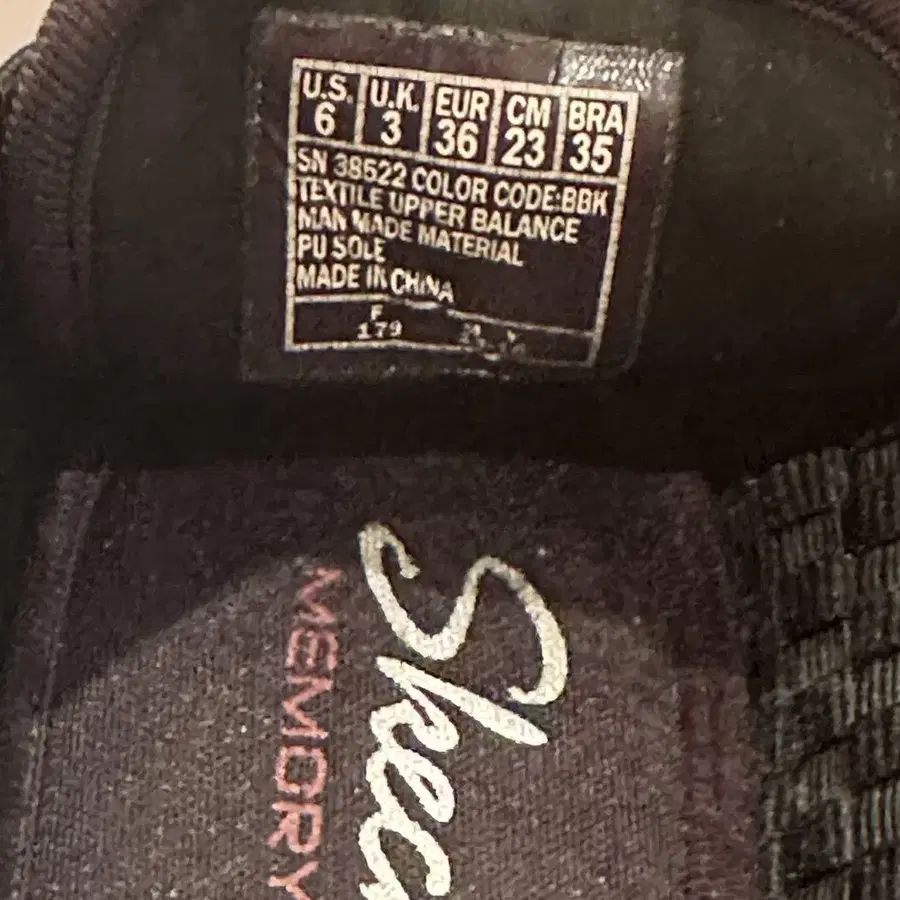 U.S. U.K. EUR CM BRA
6 3 36 23 35
SN 38522 COLOR CODE:BBK
TEXTILE UPPER BALANCE
MAN MADE MATERIAL
PU SOLE
MADE IN CHINA
F
179
Skec
MEMORY